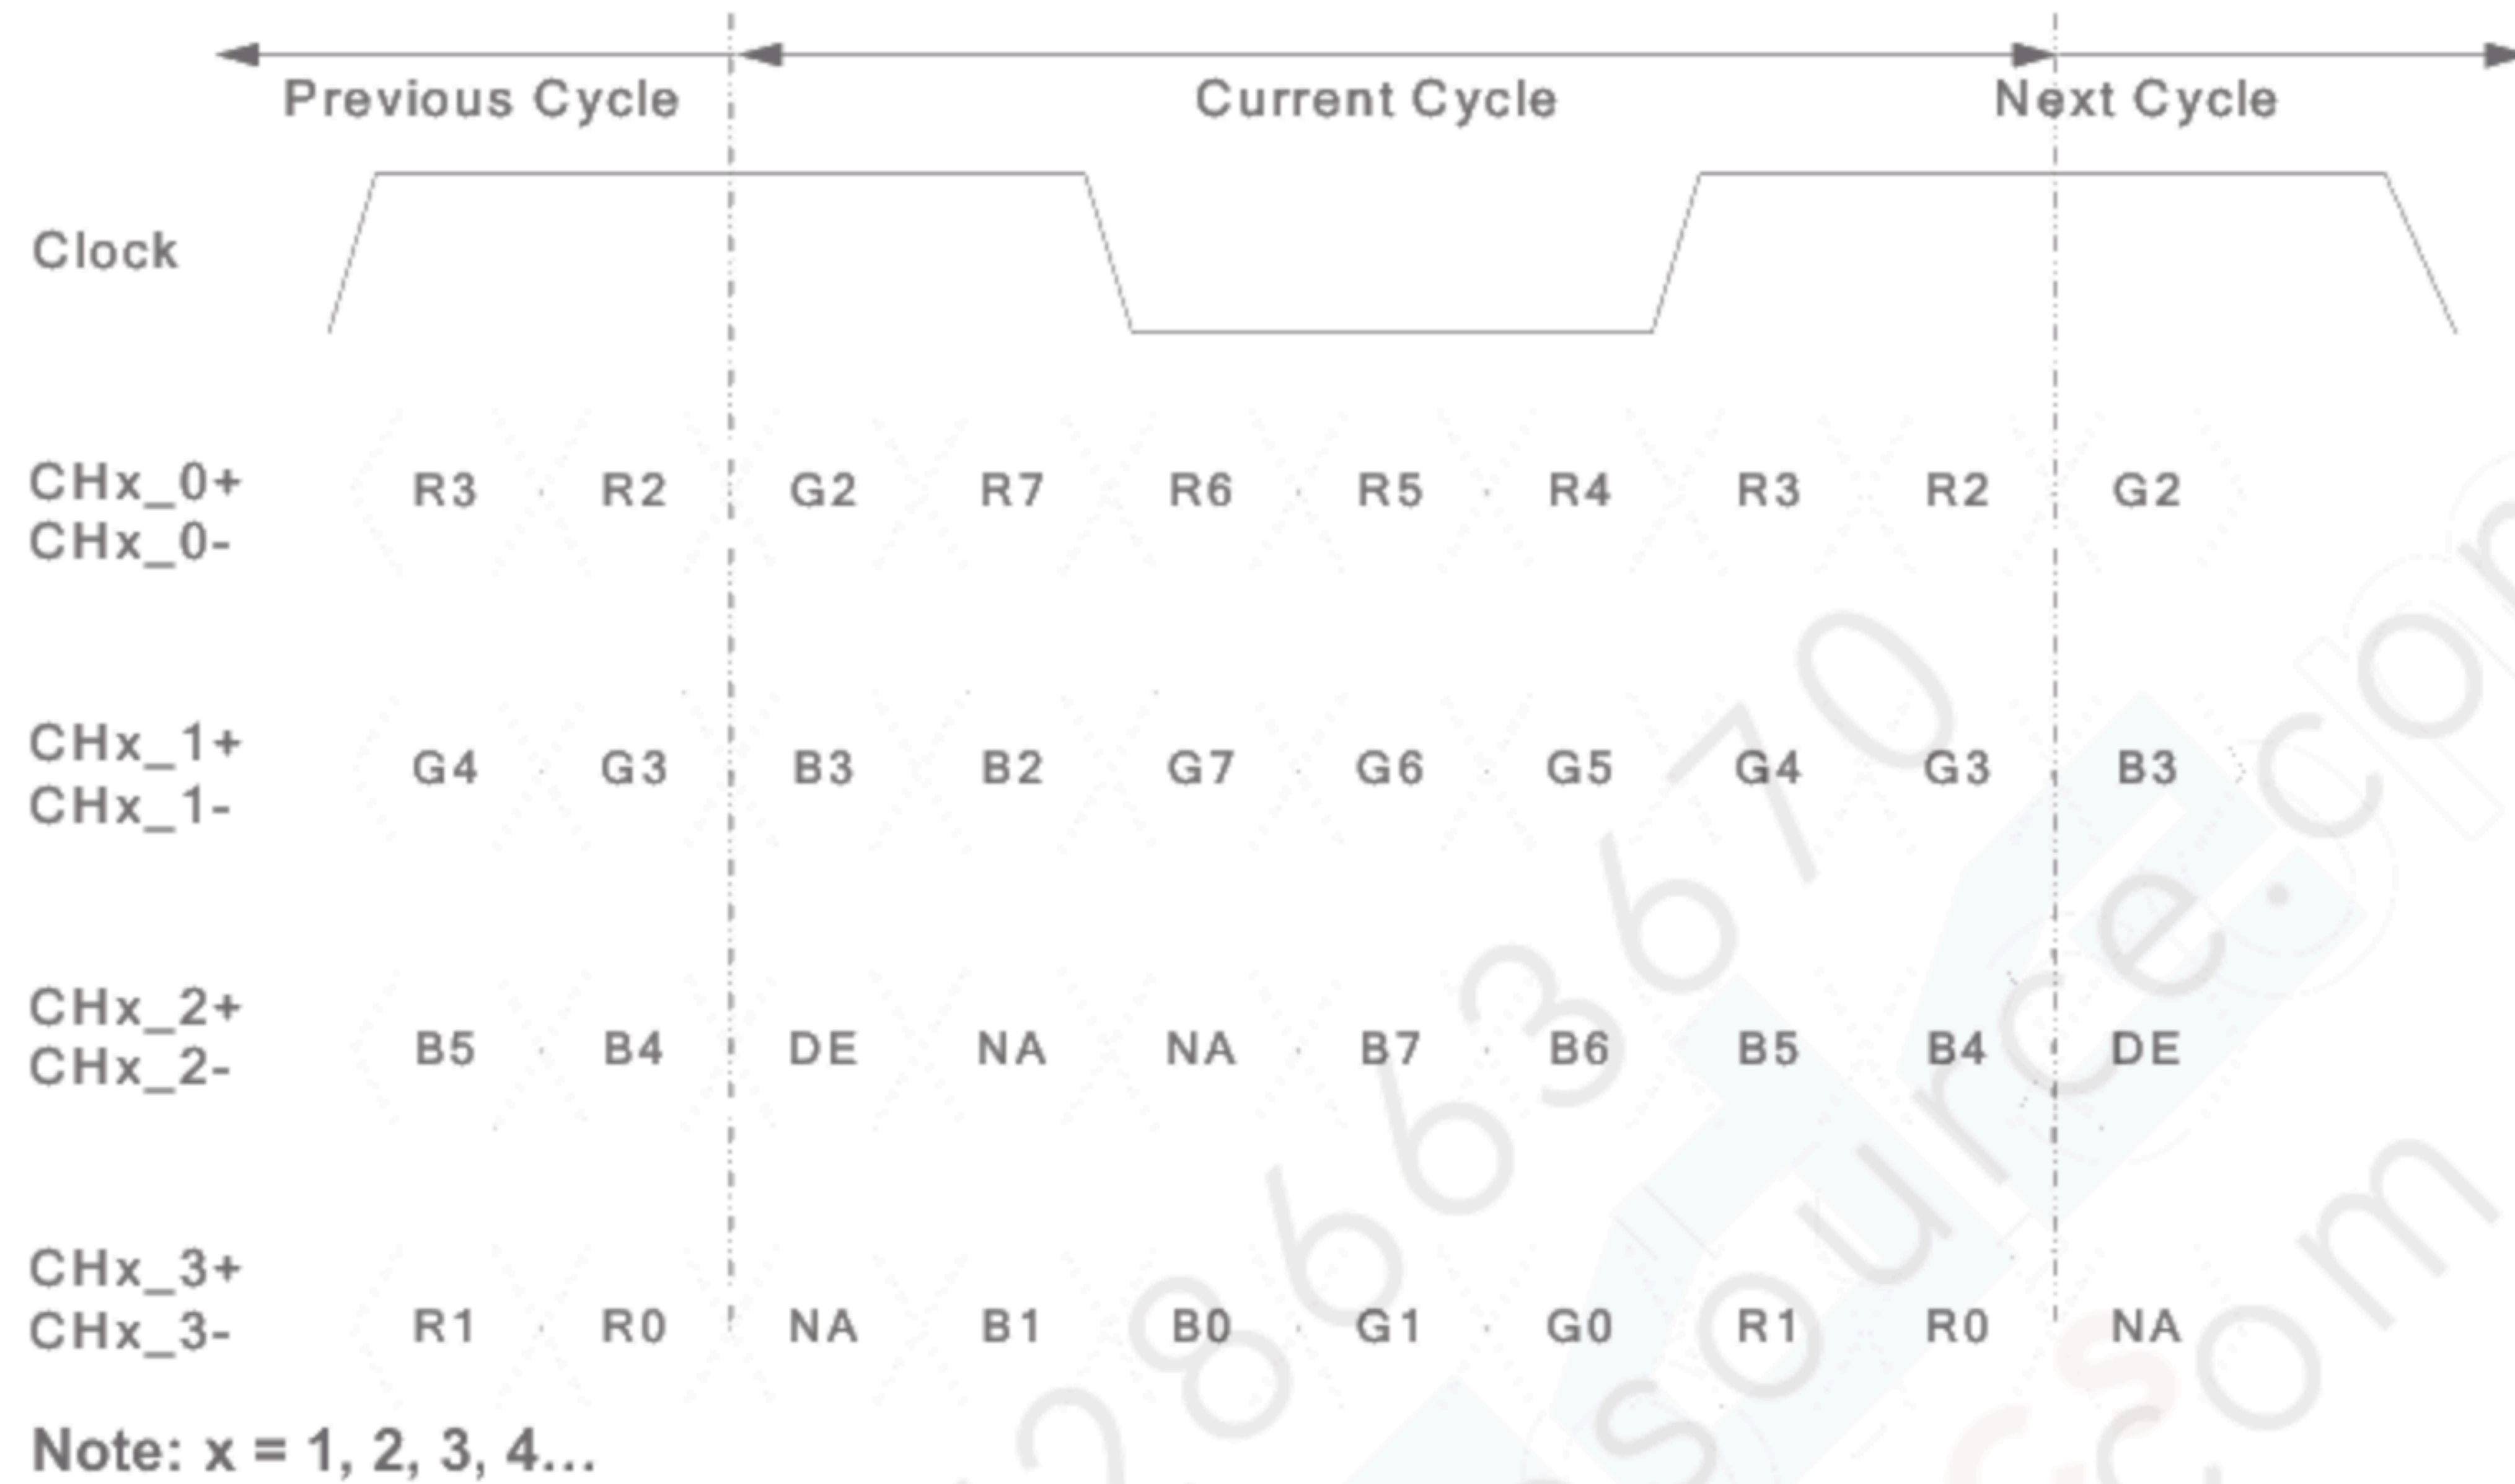 Previous Cycle Current Cycle Next Cycle
Clock
CHx_0+
R3 R2 G2 R7 R6 R5 R4 R3 R2 G2
CHx_0-
CHx_1+
G4 G3 B3 B2 G7 G6 G5 G4 G3 B3
CHx_1-
CHx_2+
B5 B4 DE NA NA B7 B6 B5 B4 DE
CHx_2-
CHx_3+
R1 R0 NA B1 B0 G1 G0 R1 R0 NA
CHx_3-
Note: x = 1, 2, 3, 4...